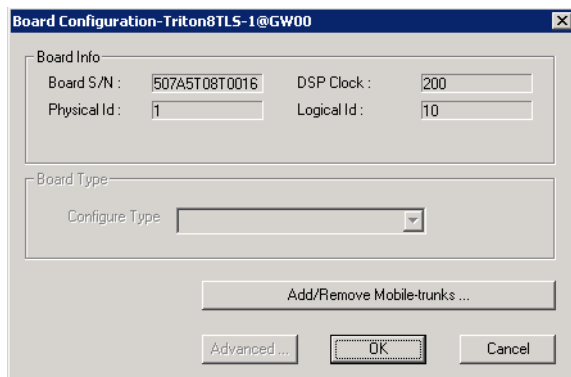 Board Configuration-Triton8TLS-1@GW00
Board Info
Board S/N : 507A5T08T0016 DSP Clock : 200
Physical Id : 1 Logical Id : 10
Board Type
Configure Type
Add/Remove Mobile-trunks ...
Advanced ... OK Cancel